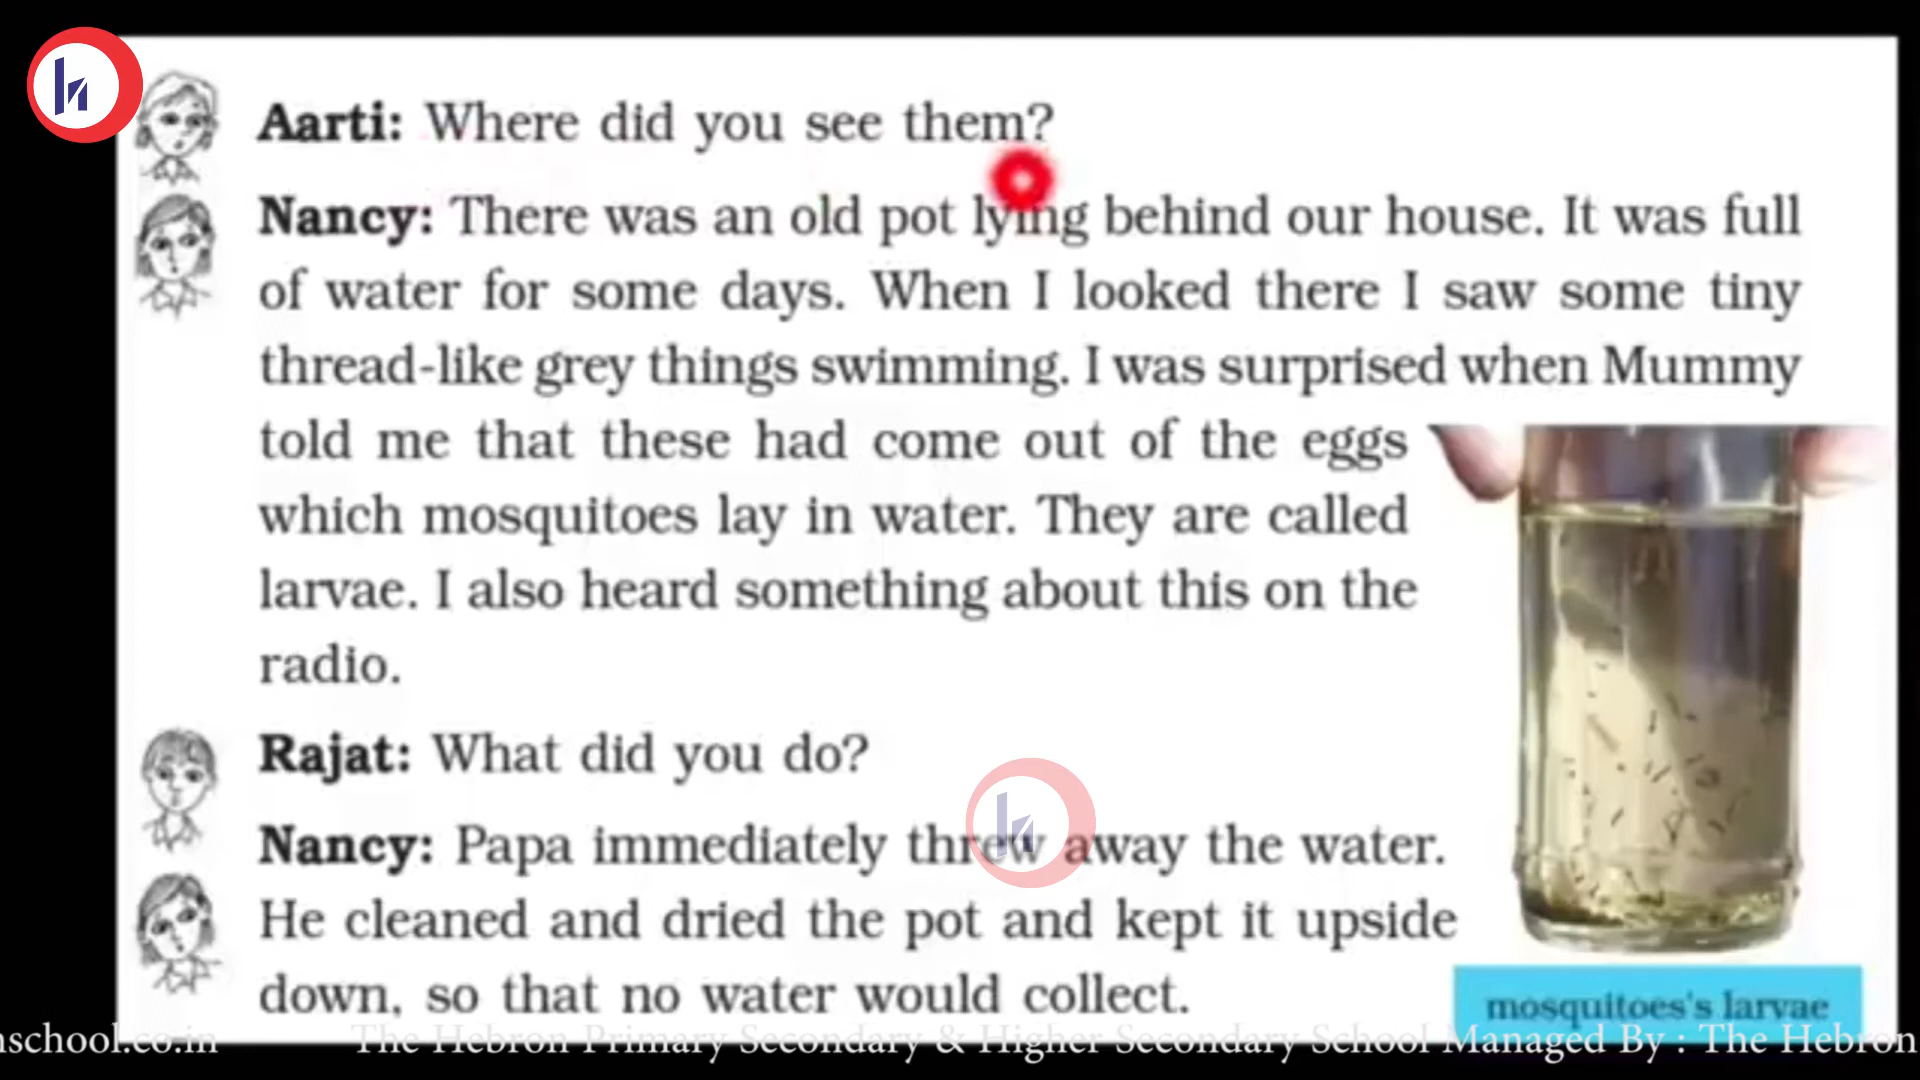 Aarti: Where did you see them?
Nancy: There was an old pot lying behind our house. It was full
of water for some days. When I looked there I saw some tiny
thread-like grey things swimming. I was surprised when Mummy
told me that these had come out of the eggs
which mosquitoes lay in water. They are called
larvae. I also heard something about this on the
radio.
Rajat: What did you do?
Nancy: Papa immediately threw away the water.
He cleaned and dried the pot and kept it upside
down, so that no water would collect.
mosquitoes's larvae
nschool.co.in The Hebron Primary Secondary & Higher Secondary School Managed By : The Hebron